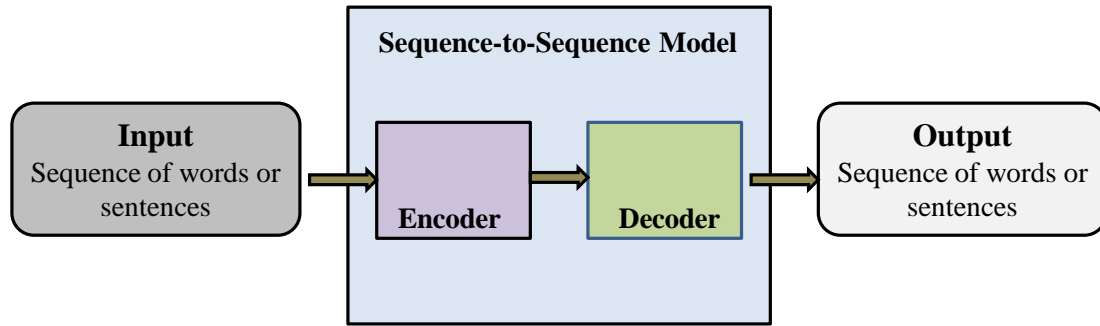 Sequence-to-Sequence Model
Input
Sequence of words or
sentences
Encoder
Decoder
Output
Sequence of words or
sentences